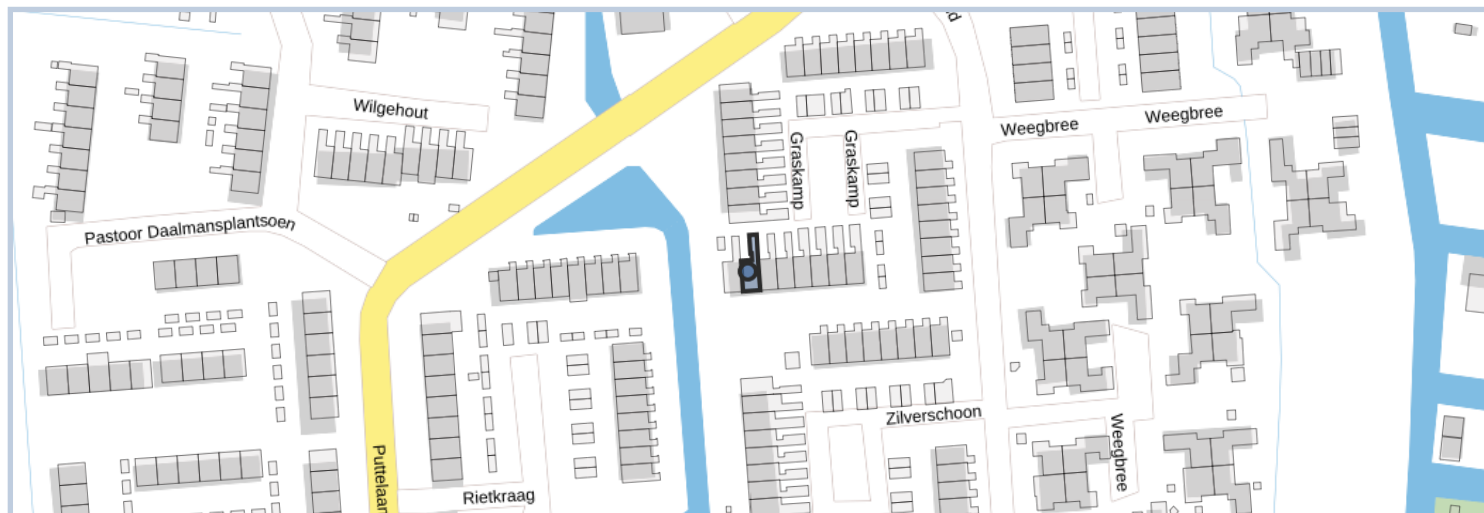 Wilgehout
Weegbree
Weegbree
Graskamp
Graskamp
Pastoor Daalmansplantsoen
Zilverschoon
Weegbree
Puttelaan
Rietkraag